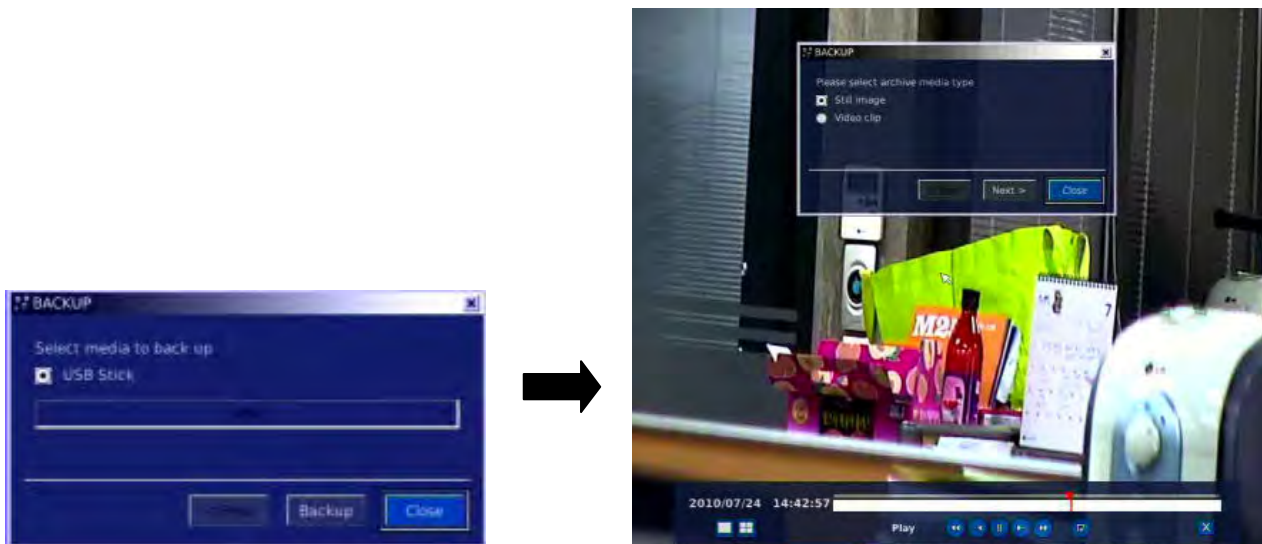 BACKUP
Select media to back up
USB Stick
Backup
Close
BACKUP
Please select archive media type
Still image
Video clip
Next >
Close
7
2010/07/24 14:42:57
Play